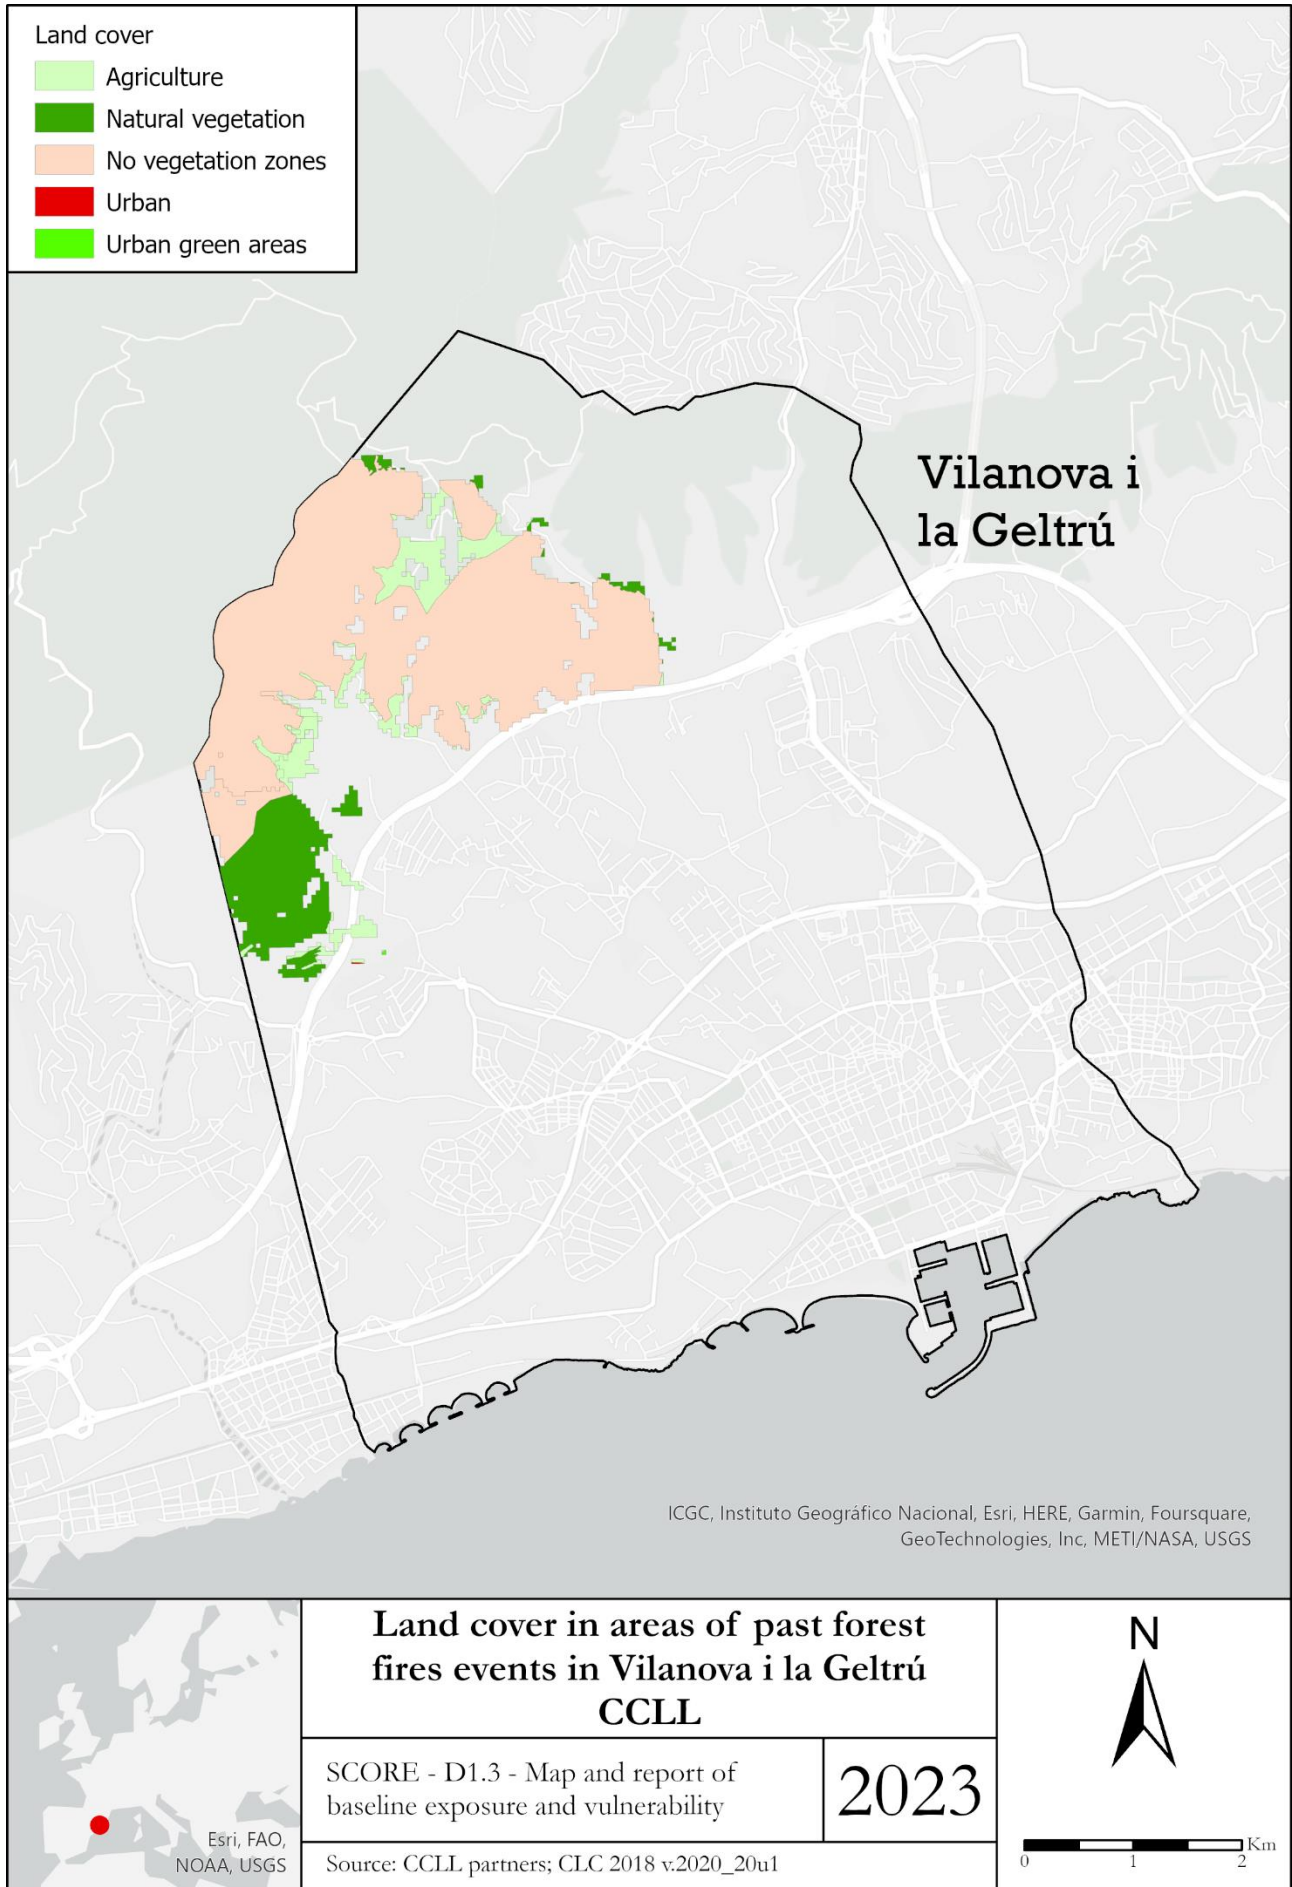 Land cover
Agriculture
Natural vegetation
No vegetation zones
Urban
Urban green areas
Vilanova i
la Geltrú
ICGC, Instituto Geográfico Nacional, Esri, HERE, Garmin, Foursquare,
GeoTechnologies, Inc, METI/NASA, USGS
Esri, FAO,
NOAA, USGS
Land cover in areas of past forest
fires events in Vilanova i la Geltrú
CCLL
SCORE - D1.3 - Map and report of
baseline exposure and vulnerability
2023
Source: CCLL partners; CLC 2018 v.2020_20u1
N
Km
0 1 2